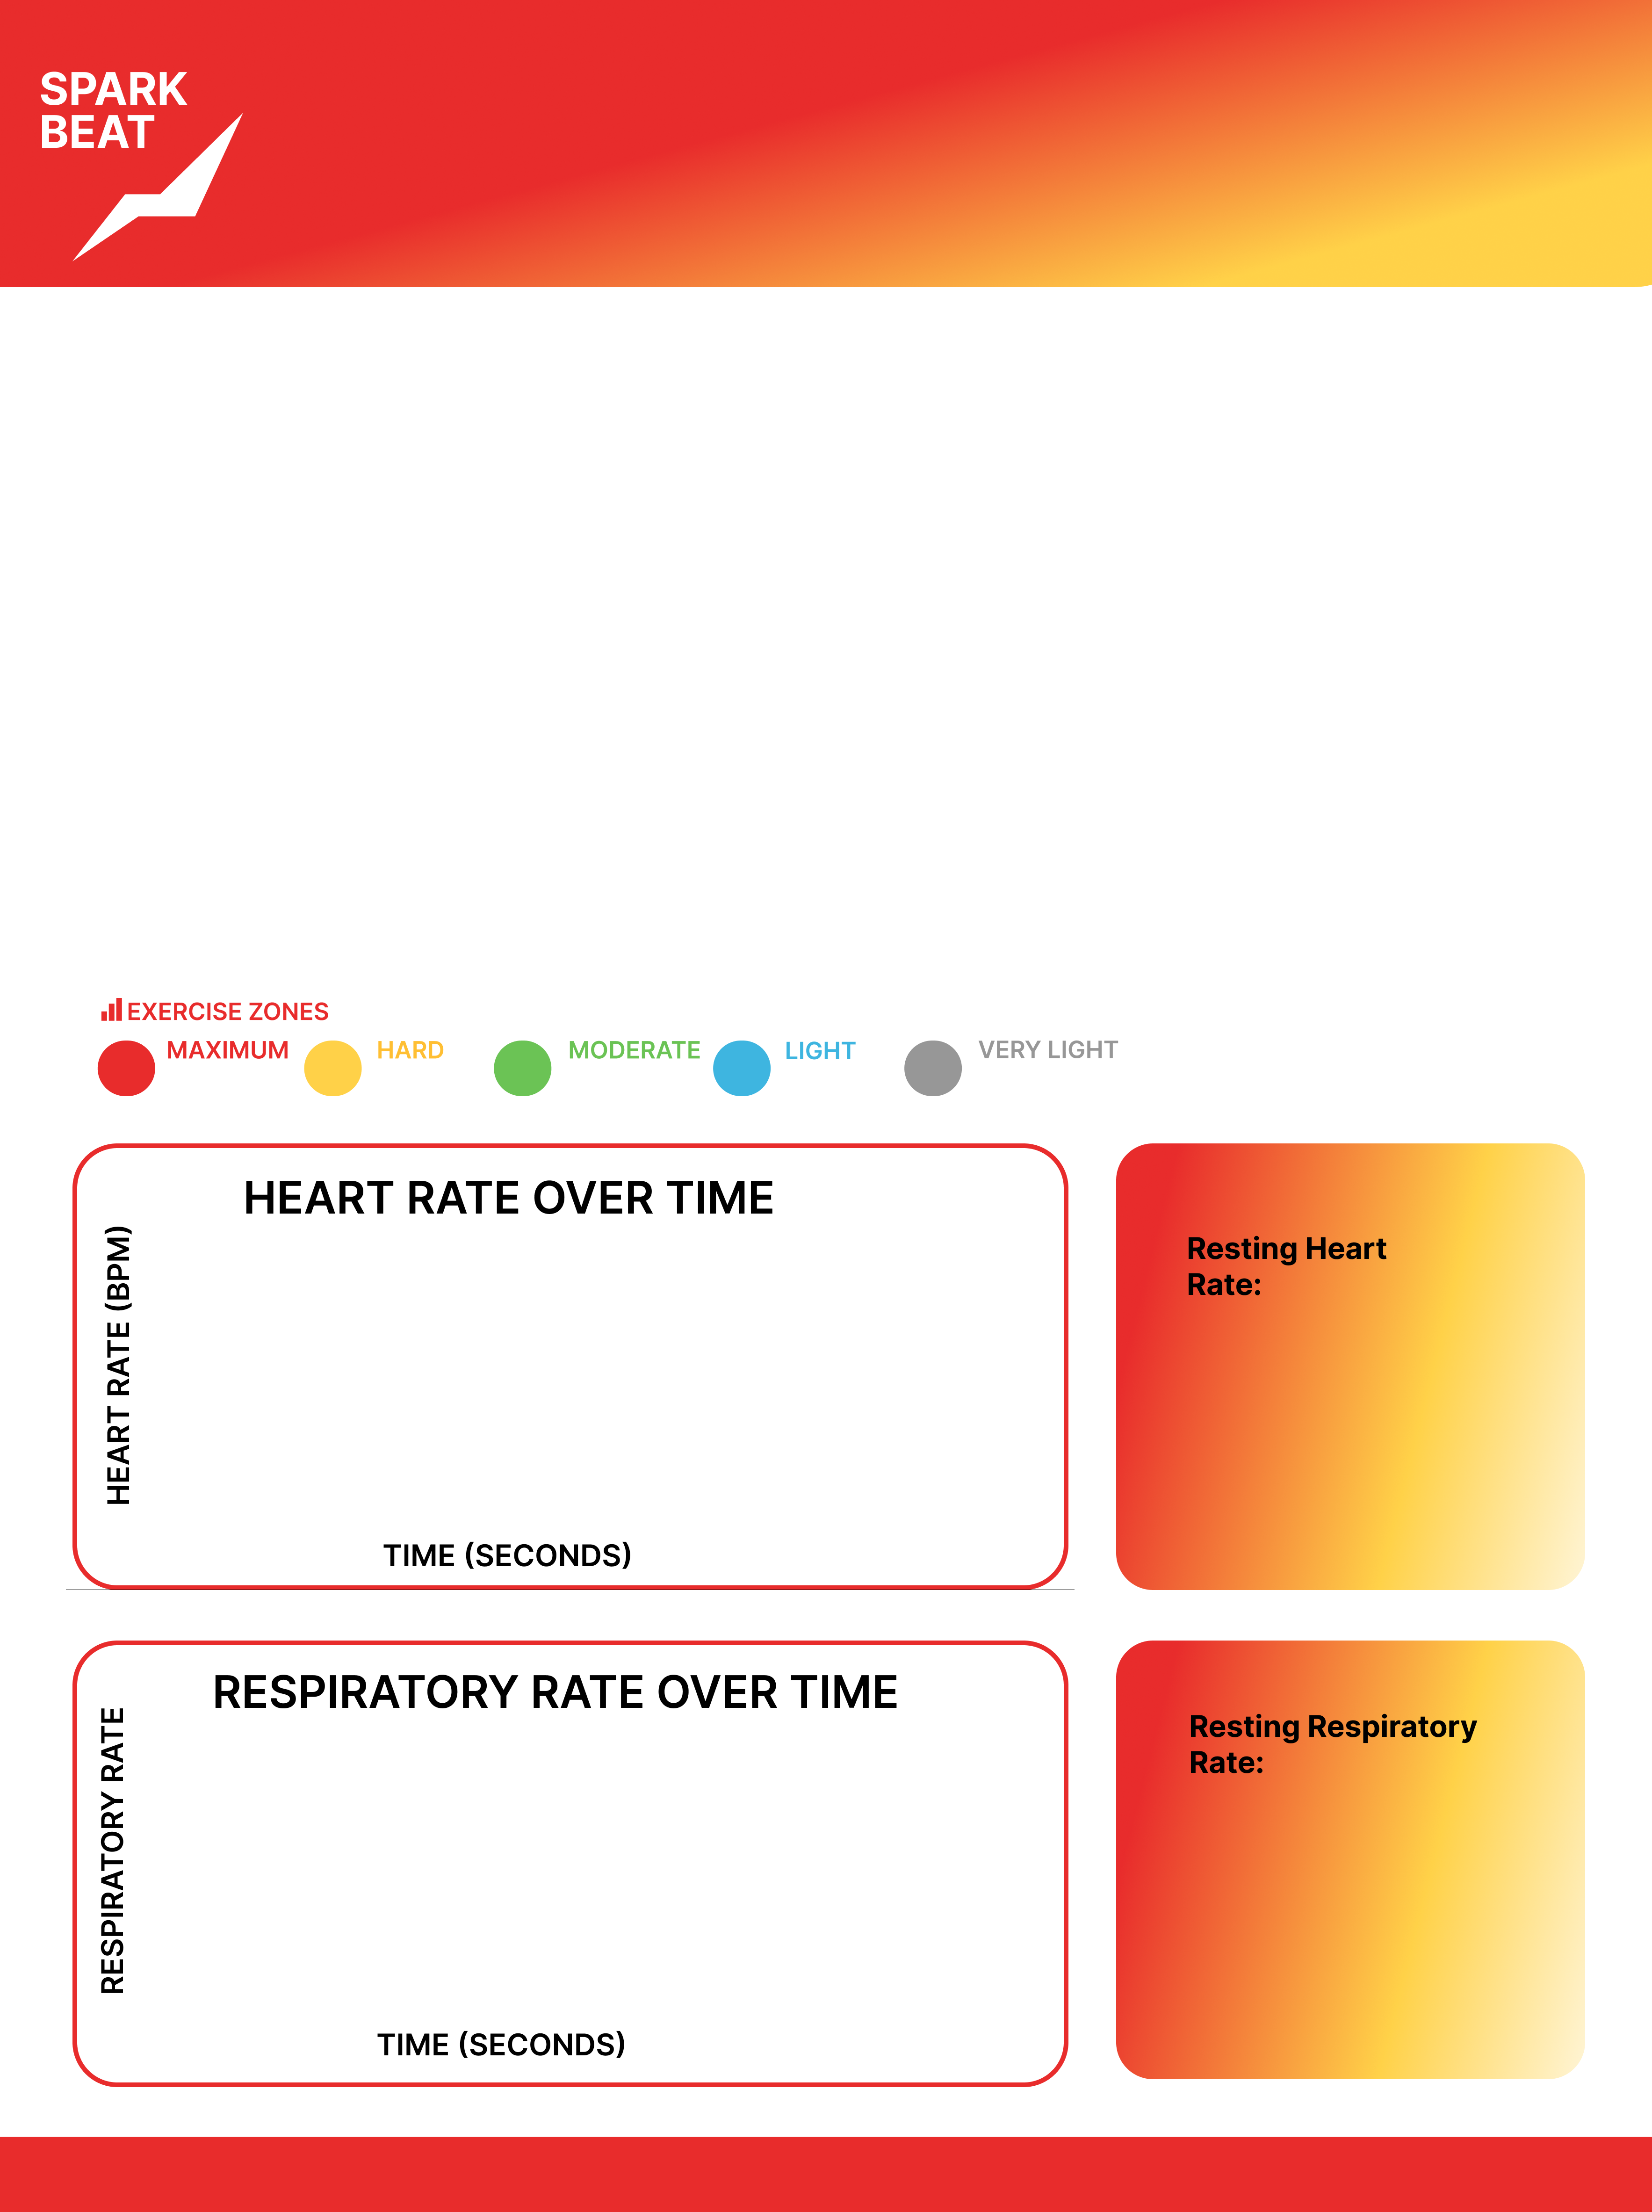 SPARK
BEAT
EXERCISE ZONES
MAXIMUM HARD MODERATE LIGHT VERY LIGHT
HEART RATE OVER TIME
HEART RATE (BPM)
TIME (SECONDS)
Resting Heart
Rate:
RESPIRATORY RATE OVER TIME
RESPIRATORY RATE
TIME (SECONDS)
Resting Respiratory
Rate: